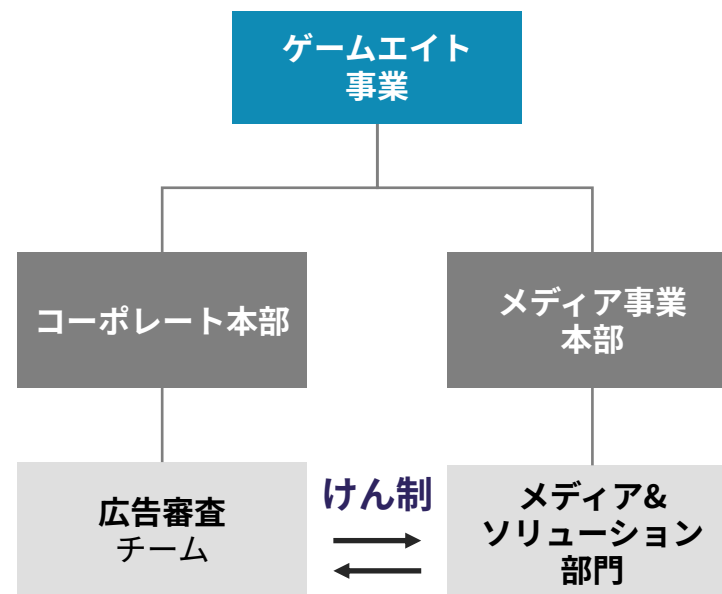 ゲームエイト
事業
コーポレート本部
メディア事業
本部
広告審査
チーム
けん制
メディア&
ソリューション
部門